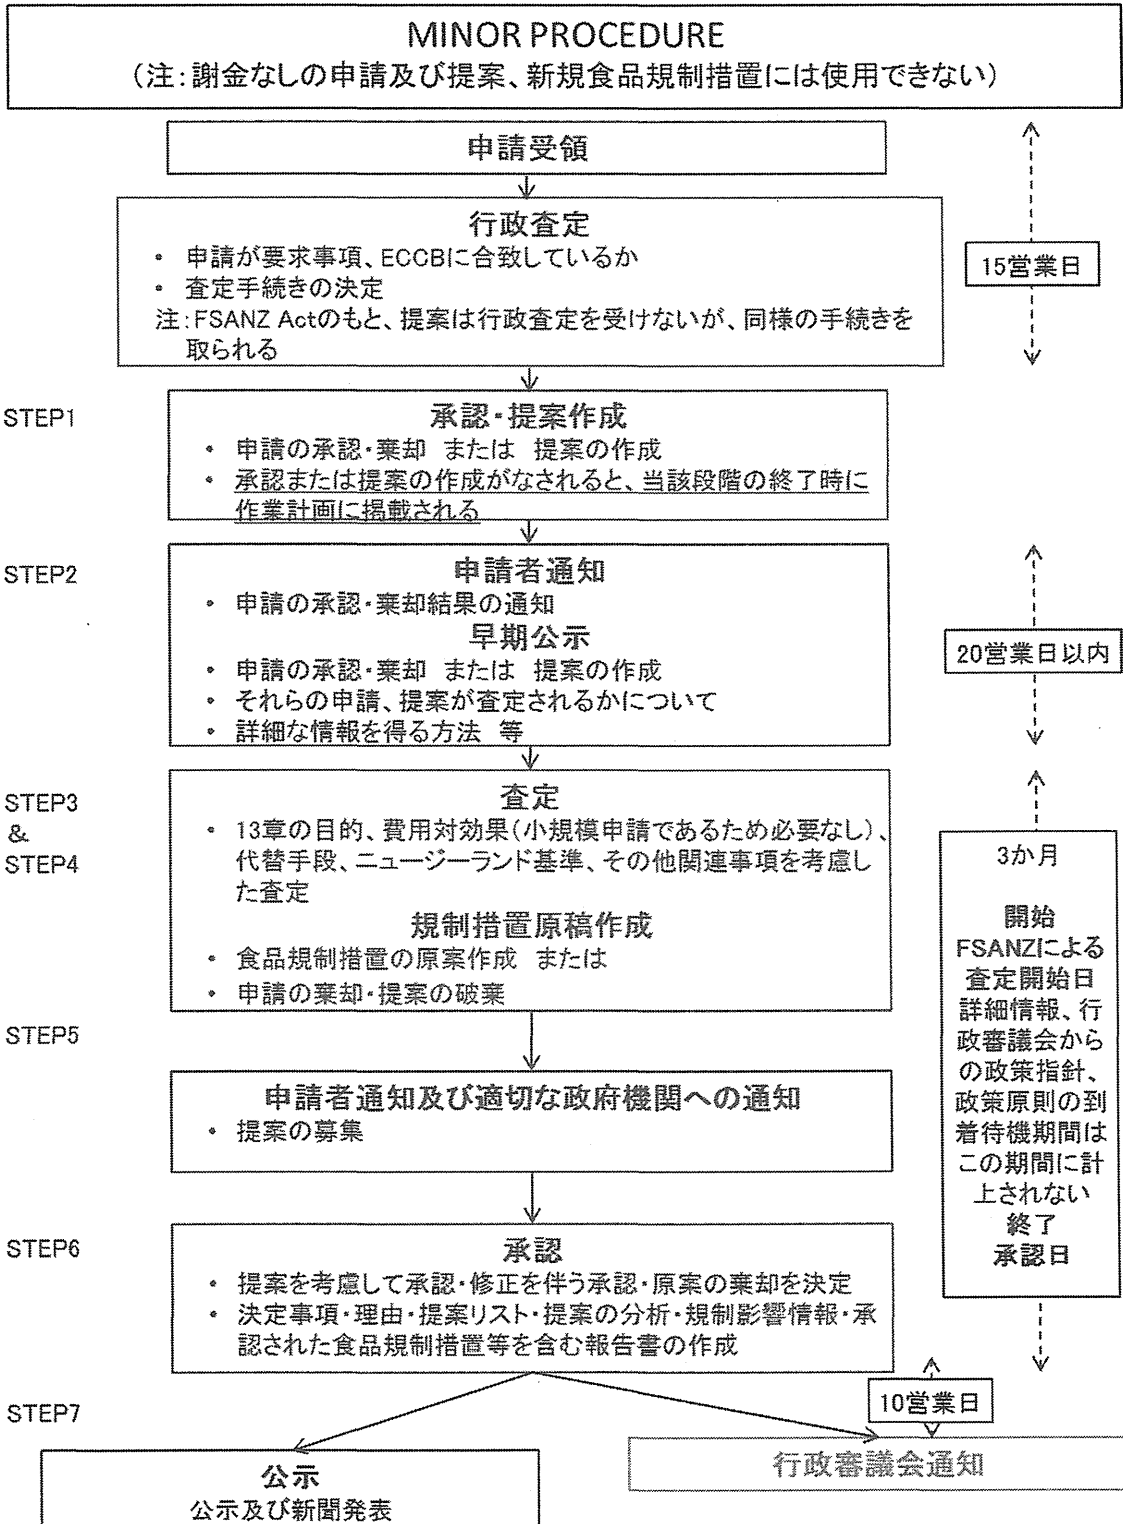 MINOR PROCEDURE
(注:謝金なしの申請及び提案、新規食品規制措置には使用できない)
申請受領
行政査定
・ 申請が要求事項、ECCBに合致しているか
・ 査定手続きの決定
注:FSANZ Actのもと、提案は行政査定を受けないが、同様の手続きを
取られる
15営業日
STEP1
承認・提案作成
・ 申請の承認・棄却 または 提案の作成
・ 承認または提案の作成がなされると、当該段階の終了時に
作業計画に掲載される
STEP2
申請者通知
・ 申請の承認・棄却結果の通知
早期公示
・ 申請の承認・棄却 または 提案の作成
・ それらの申請、提案が査定されるかについて
・ 詳細な情報を得る方法 等
20営業日以内
STEP3
&
STEP4
査定
・ 13章の目的、費用対効果(小規模申請であるため必要なし)、
代替手段、ニュージーランド基準、その他関連事項を考慮し
た査定
規制措置原稿作成
・ 食品規制措置の原案作成 または
・ 申請の棄却・提案の破棄
3か月
開始
FSANZによる
査定開始日
詳細情報、行
政審議会から
の政策指針、
政策原則の到
着待機期間は
この期間に計
上されない
終了
承認日
STEP5
申請者通知及び適切な政府機関への通知
・ 提案の募集
STEP6
承認
・ 提案を考慮して承認・修正を伴う承認・原案の棄却を決定
・ 決定事項・理由・提案リスト・提案の分析・規制影響情報・承
認された食品規制措置等を含む報告書の作成
STEP7
10営業日
公示
公示及び新聞発表
行政審議会通知